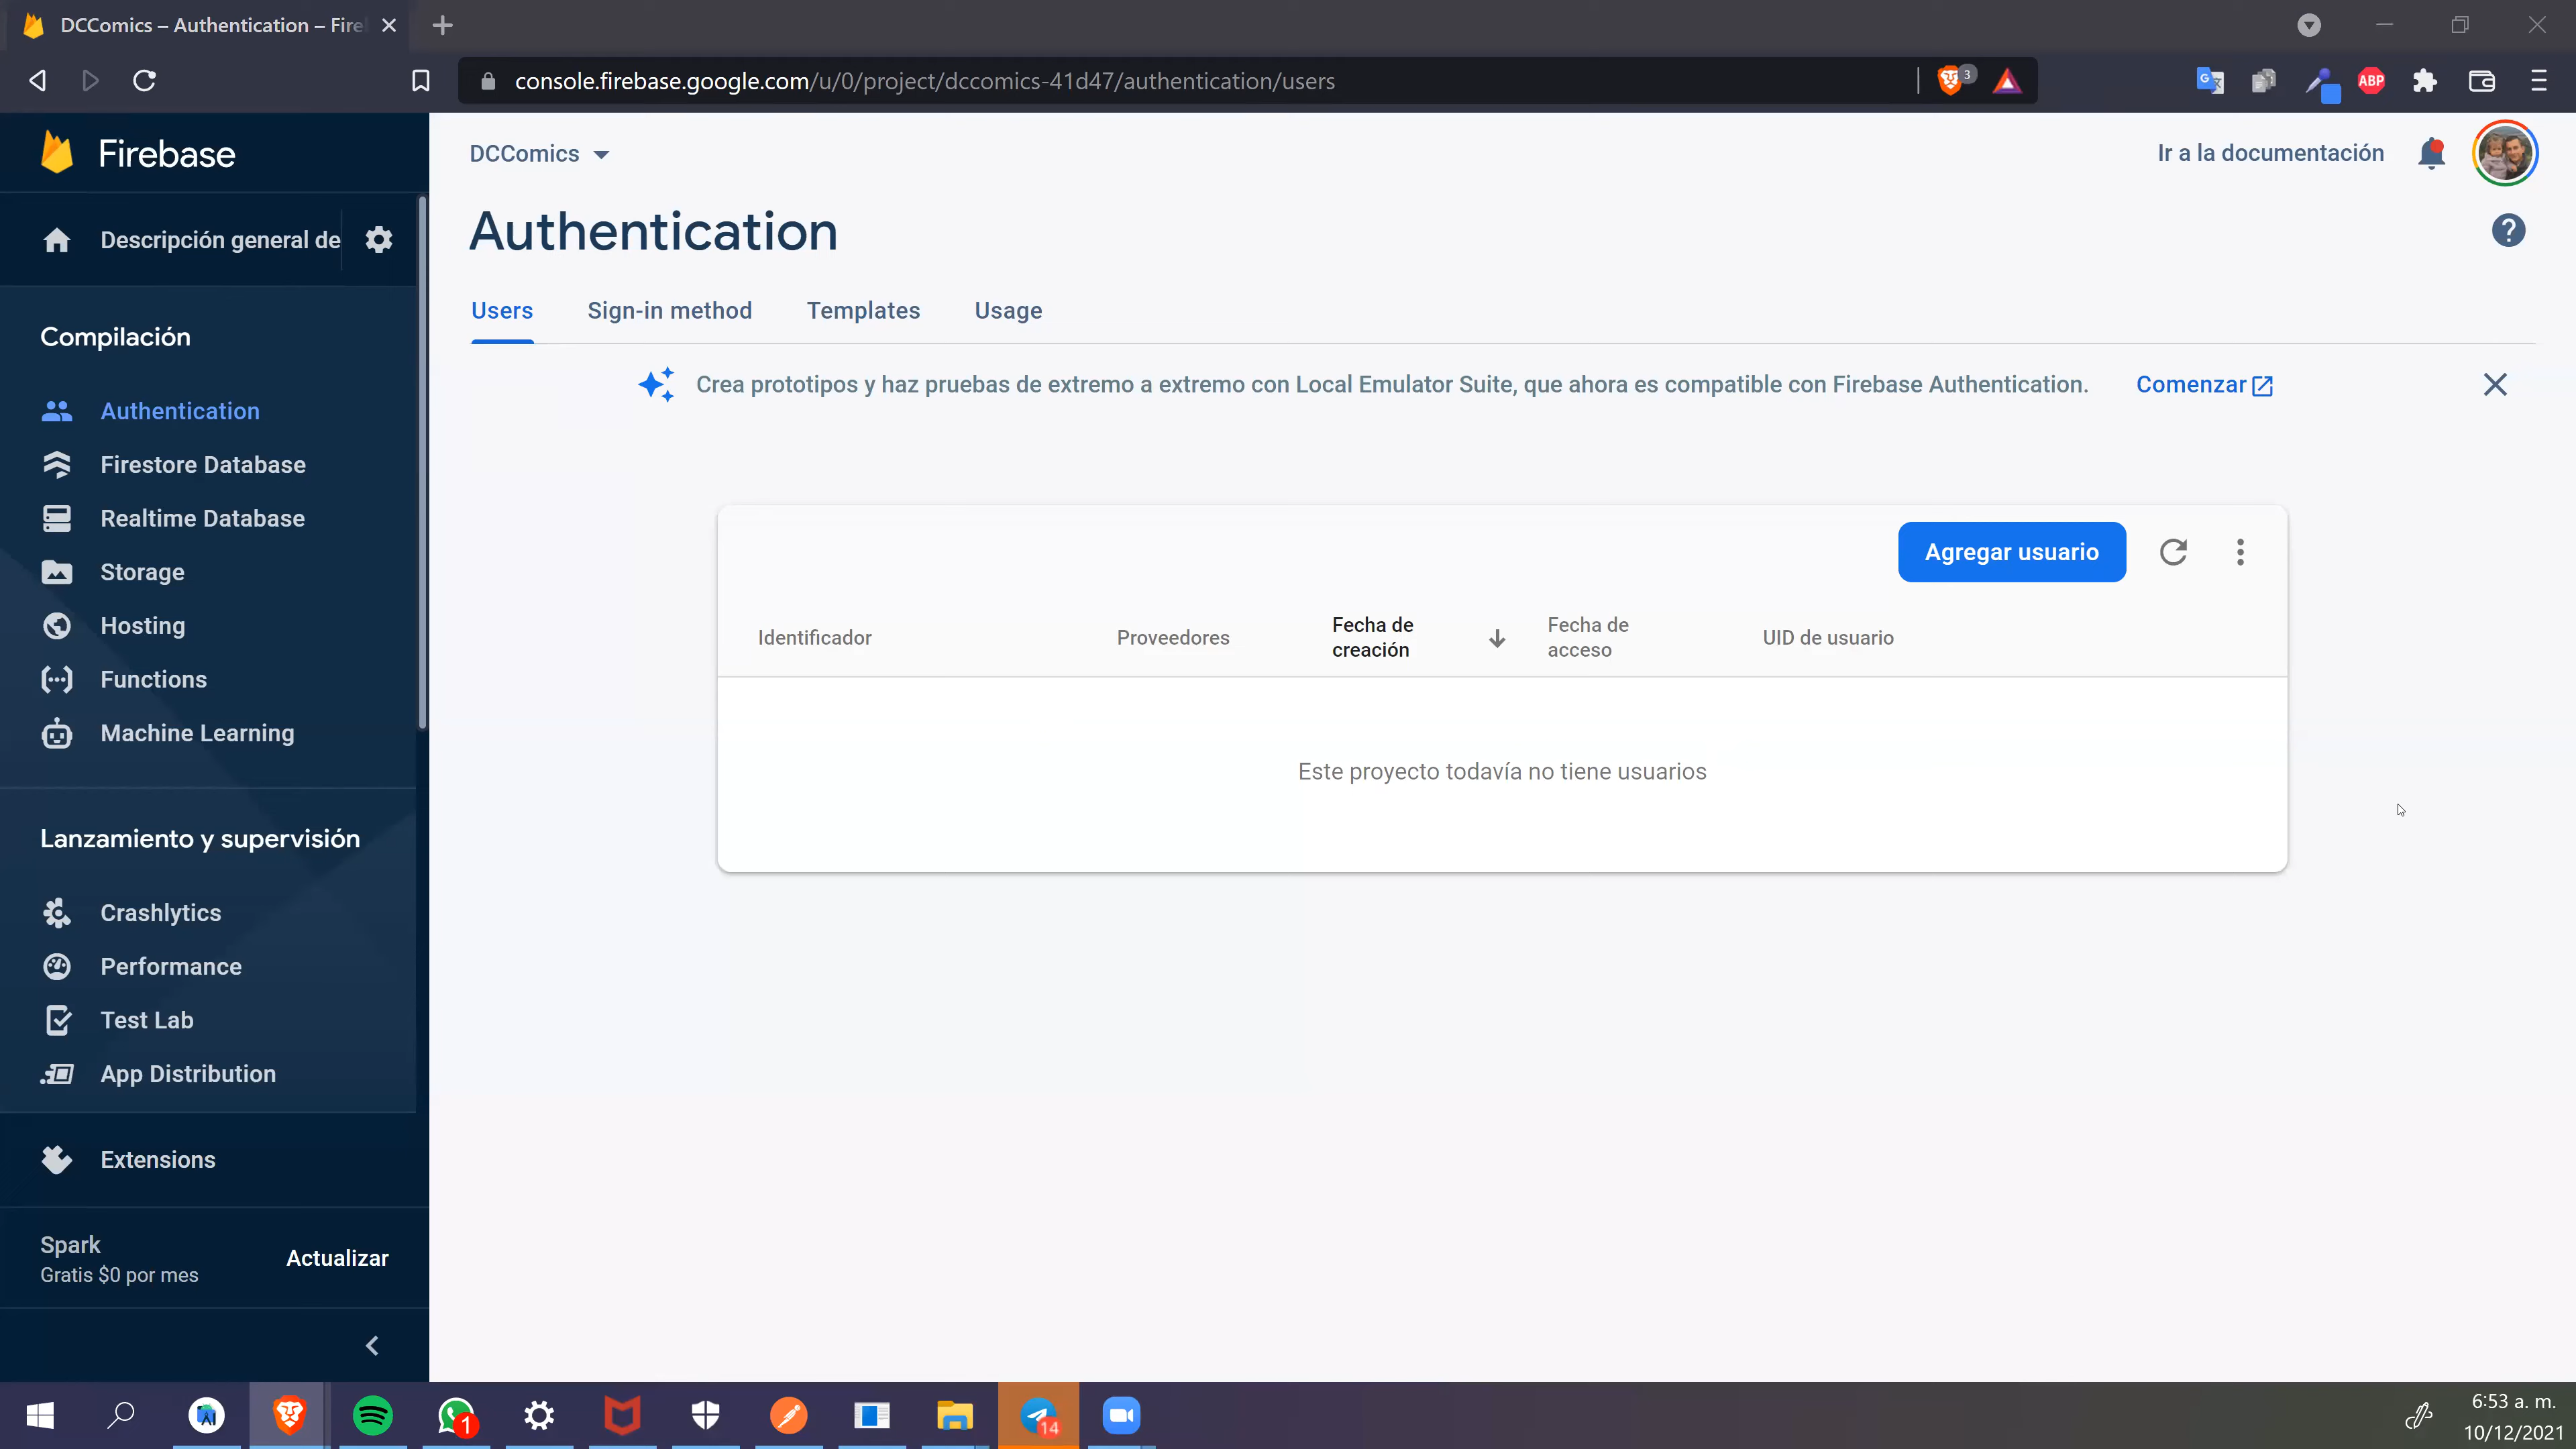 DCComics – Authentication – Fire
console.firebase.google.com/u/0/project/dccomics-41d47/authentication/users
3
ABP
Firebase
DCComics
Ir a la documentación
Descripción general de
Authentication
Users
Sign-in method
Templates
Usage
Compilación
Crea prototipos y haz pruebas de extremo a extremo con Local Emulator Suite, que ahora es compatible con Firebase Authentication.
Comenzar
Authentication
Firestore Database
Realtime Database
Storage
Hosting
Functions
Machine Learning
Agregar usuario
Identificador
Proveedores
Fecha de
creación
Fecha de
acceso
UID de usuario
Este proyecto todavía no tiene usuarios
Lanzamiento y supervisión
Crashlytics
Performance
Test Lab
App Distribution
Extensions
Spark
Gratis $0 por mes
Actualizar
1
14
6:53 a. m.
10/12/2021